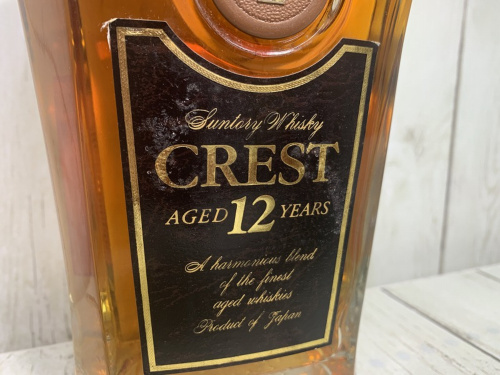 Suntory Whisky
CREST
AGED 12 YEARS
A harmonious blend
of the finest
aged whiskies
Product of Japan